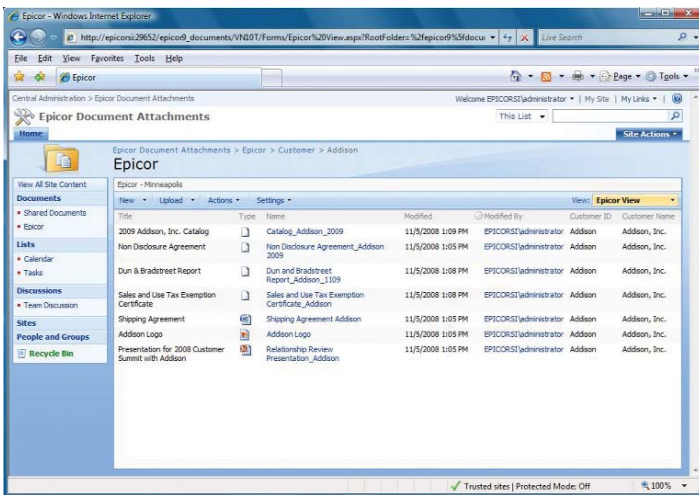 Epicor - Windows Internet Explorer
http://epicorsi:29652/epicor9_documents/VN10T/Forms/Epicor%20View.aspx?RootFolder=%2fepicor9%5fdocu
Live Search
File Edit View Favorites Tools Help
Epicor
Page Tools
Central Administration > Epicor Document Attachments
Welcome EPICORSI\administrator | My Site | My Links |
Epicor Document Attachments
This List
Home
Site Actions
Epicor Document Attachments > Epicor > Customer > Addison
Epicor
View All Site Content
Documents
Shared Documents
Epicor
Lists
Calendar
Tasks
Discussions
Team Discussion
Sites
People and Groups
Recycle Bin
Epicor - Minneapolis
New Upload Actions Settings
View: Epicor View
Title Type Name Modified Modified By Customer ID Customer Name
2009 Addison, Inc. Catalog Catalog_Addison_2009 11/5/2008 1:09 PM EPICORSI\administrator Addison Addison, Inc.
Non Disclosure Agreement Non Disclosure Agreement_Addison 11/5/2008 1:05 PM EPICORSI\administrator Addison Addison, Inc.
2009
Dun & Bradstreet Report Dun and Bradstreet 11/5/2008 1:08 PM EPICORSI\administrator Addison Addison, Inc.
Report_Addison_1109
Sales and Use Tax Exemption Sales and Use Tax Exemption 11/5/2008 1:08 PM EPICORSI\administrator Addison Addison, Inc.
Certificate Certificate_Addison
Shipping Agreement Shipping Agreement Addison 11/5/2008 1:05 PM EPICORSI\administrator Addison Addison, Inc.
Addison Logo Addison Logo 11/5/2008 1:05 PM EPICORSI\administrator Addison Addison, Inc.
Presentation for 2008 Customer Relationship Review 11/5/2008 1:05 PM EPICORSI\administrator Addison Addison, Inc.
Summit with Addison Presentation_Addison
Trusted sites | Protected Mode: Off
100%